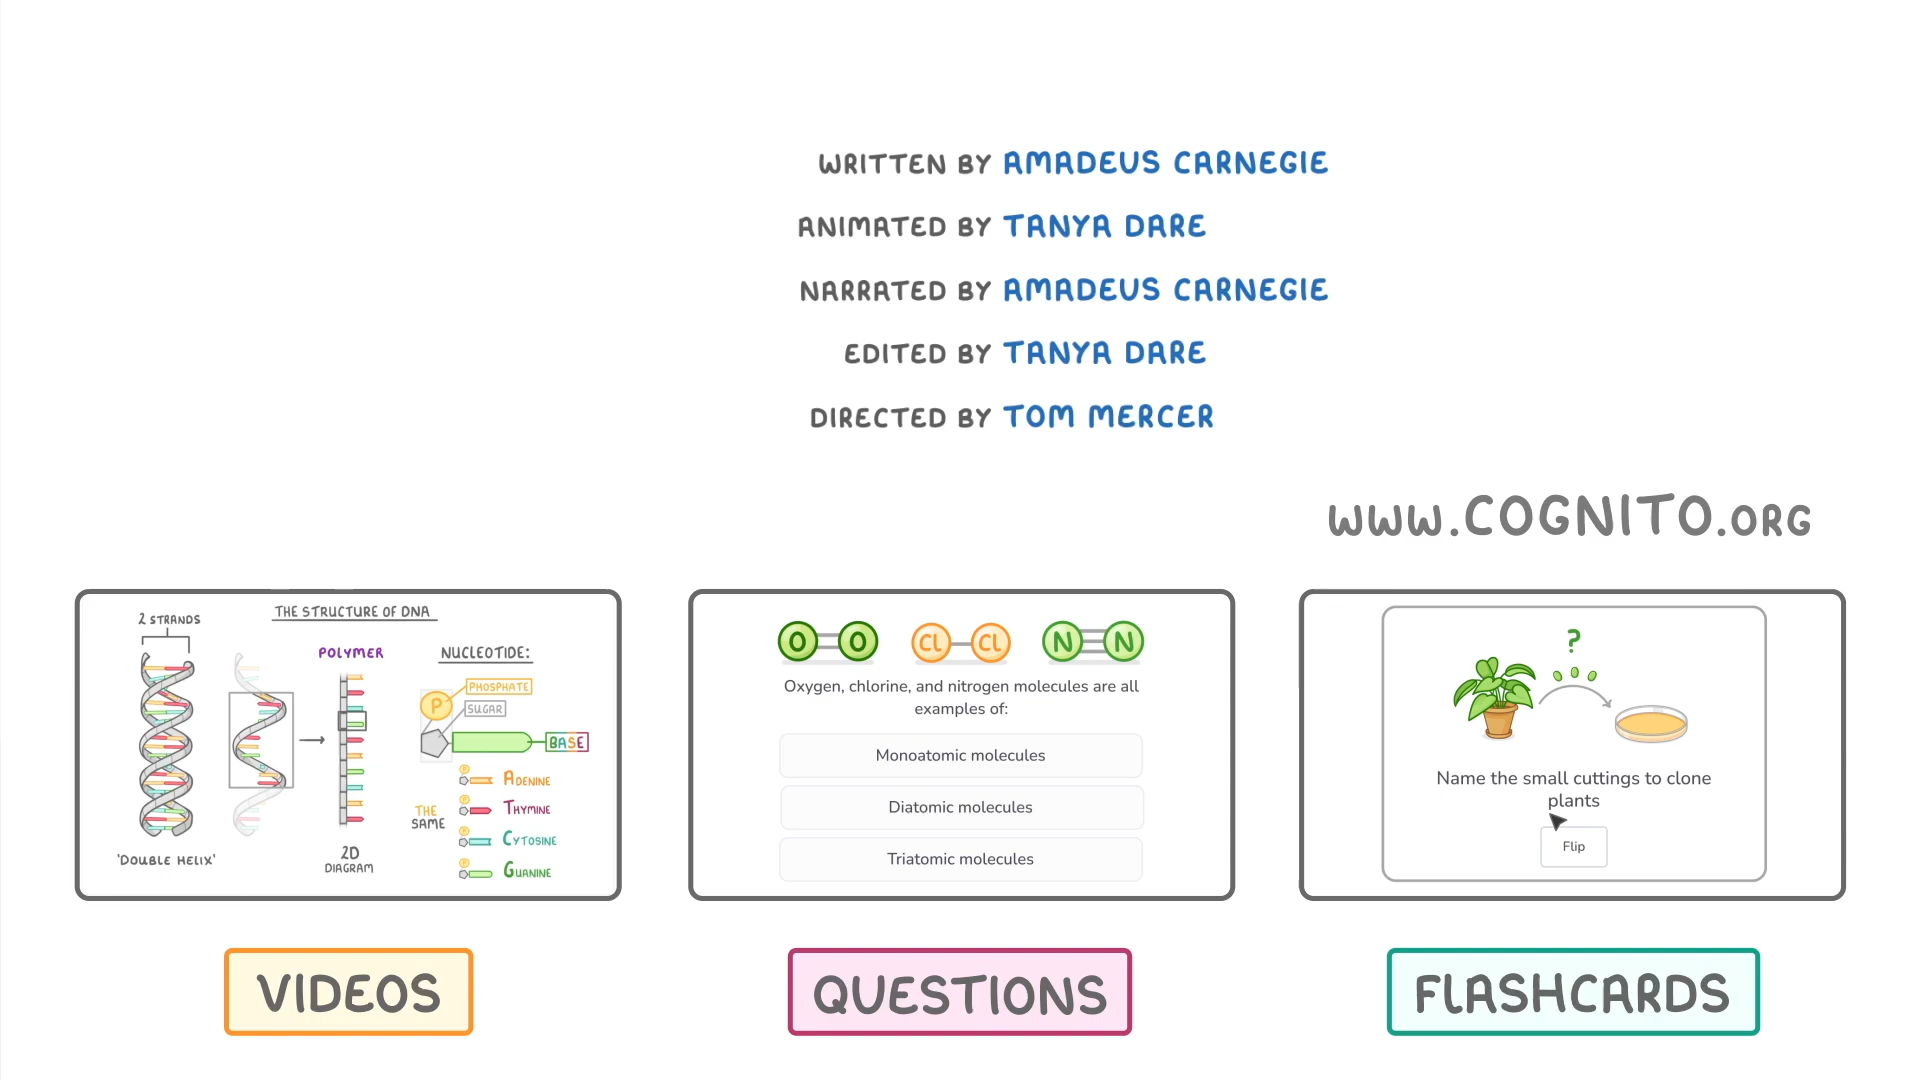 WRITTEN BY AMADEUS CARNEGIE
ANIMATED BY TANYA DARE
NARRATED BY AMADEUS CARNEGIE
EDITED BY TANYA DARE
DIRECTED BY TOM MERCER
WWW.COGNITO.ORG
THE STRUCTURE OF DNA
2 STRANDS
POLYMER
NUCLEOTIDE:
PHOSPHATE
P
SUGAR
BASE
ADENINE
THYMINE
THE
SAME
CYTOSINE
GUANINE
'DOUBLE HELIX'
2D
DIAGRAM
O O Cl Cl N N
Oxygen, chlorine, and nitrogen molecules are all
examples of:
Monoatomic molecules
Diatomic molecules
Triatomic molecules
?
Name the small cuttings to clone
plants
Flip
VIDEOS
QUESTIONS
FLASHCARDS